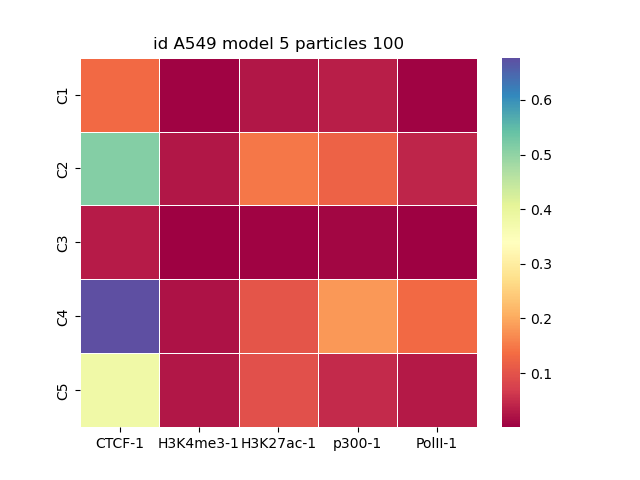 id A549 model 5 particles 100
C1
C2
C3
C4
C5
CTCF-1 H3K4me3-1 H3K27ac-1 p300-1 PolII-1
0.6
0.5
0.4
0.3
0.2
0.1